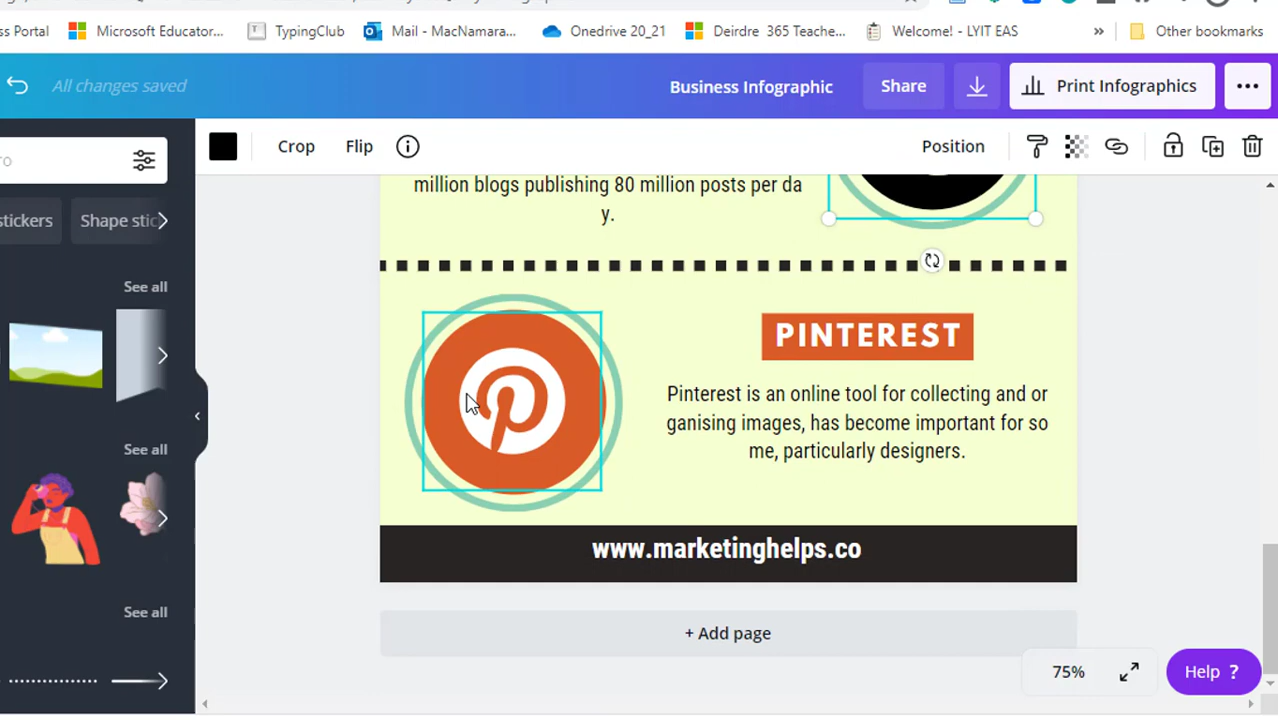 ss Portal
Microsoft Educator...
TypingClub
Mail - MacNamara...
Onedrive 20_21
Deirdre 365 Teache...
Welcome! - LYIT EAS
»
Other bookmarks
All changes saved
Business Infographic
Share
Print Infographics
ro
Crop
Flip
Position
stickers
Shape stic
million blogs publishing 80 million posts per da
y.
See all
PINTEREST
Pinterest is an online tool for collecting and or
ganising images, has become important for so
me, particularly designers.
See all
www.marketinghelps.co
See all
+ Add page
75%
Help ?